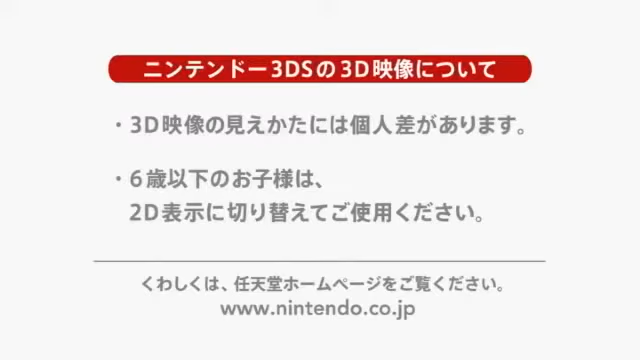 ニンテンドー3DSの3D映像について
・3D映像の見えかたには個人差があります。
・6歳以下のお子様は、
2D表示に切り替えてご使用ください。
くわしくは、任天堂ホームページをご覧ください。
www.nintendo.co.jp